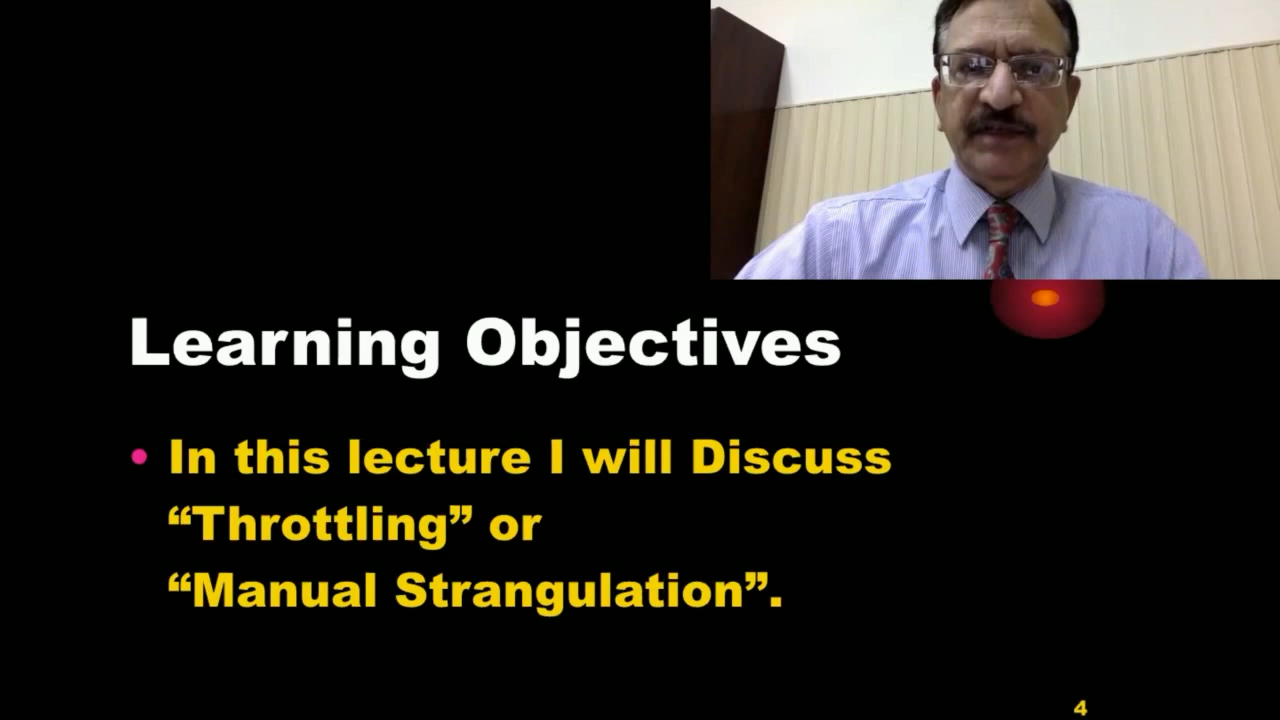 Learning Objectives
• In this lecture I will Discuss
“Throttling” or
“Manual Strangulation”.
4